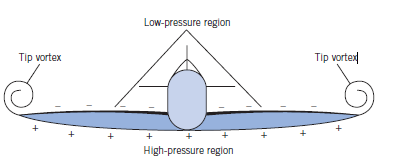 Low-pressure region
Tip vortex
Tip vortex
− − − − − − − −
+ + + + + + + + +
High-pressure region